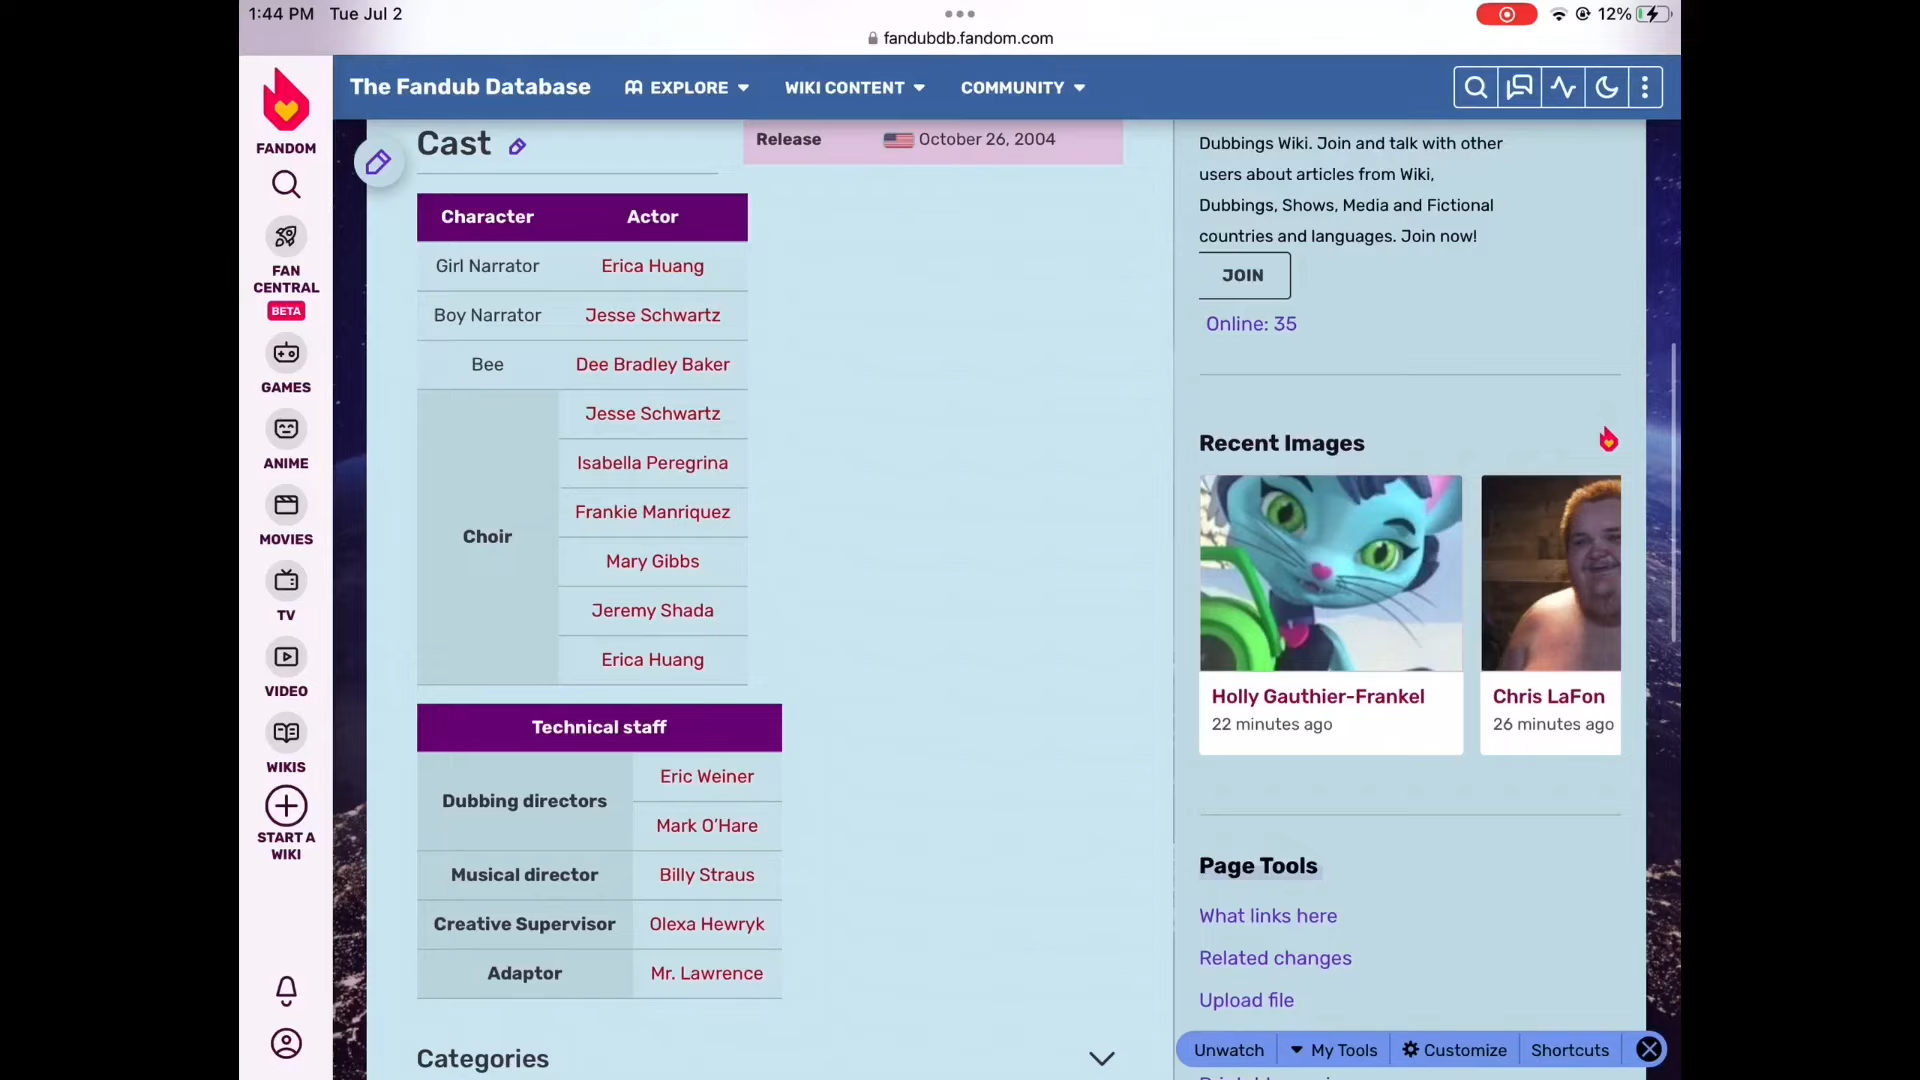 1:44 PM Tue Jul 2
12%
fandubdb.fandom.com
FANDOM
FAN
CENTRAL
BETA
GAMES
ANIME
MOVIES
TV
VIDEO
WIKIS
START A
WIKI
The Fandub Database
EXPLORE
WIKI CONTENT
COMMUNITY
Cast
Release
October 26, 2004
Character Actor
Girl Narrator Erica Huang
Boy Narrator Jesse Schwartz
Bee Dee Bradley Baker
Choir
Jesse Schwartz
Isabella Peregrina
Frankie Manriquez
Mary Gibbs
Jeremy Shada
Erica Huang
Technical staff
Dubbing directors
Eric Weiner
Mark O’Hare
Musical director Billy Straus
Creative Supervisor Olexa Hewryk
Adaptor Mr. Lawrence
Categories
Dubbings Wiki. Join and talk with other
users about articles from Wiki,
Dubbings, Shows, Media and Fictional
countries and languages. Join now!
JOIN
Online: 35
Recent Images
Holly Gauthier-Frankel
22 minutes ago
Chris LaFon
26 minutes ago
Page Tools
What links here
Related changes
Upload file
Unwatch
My Tools
Customize
Shortcuts